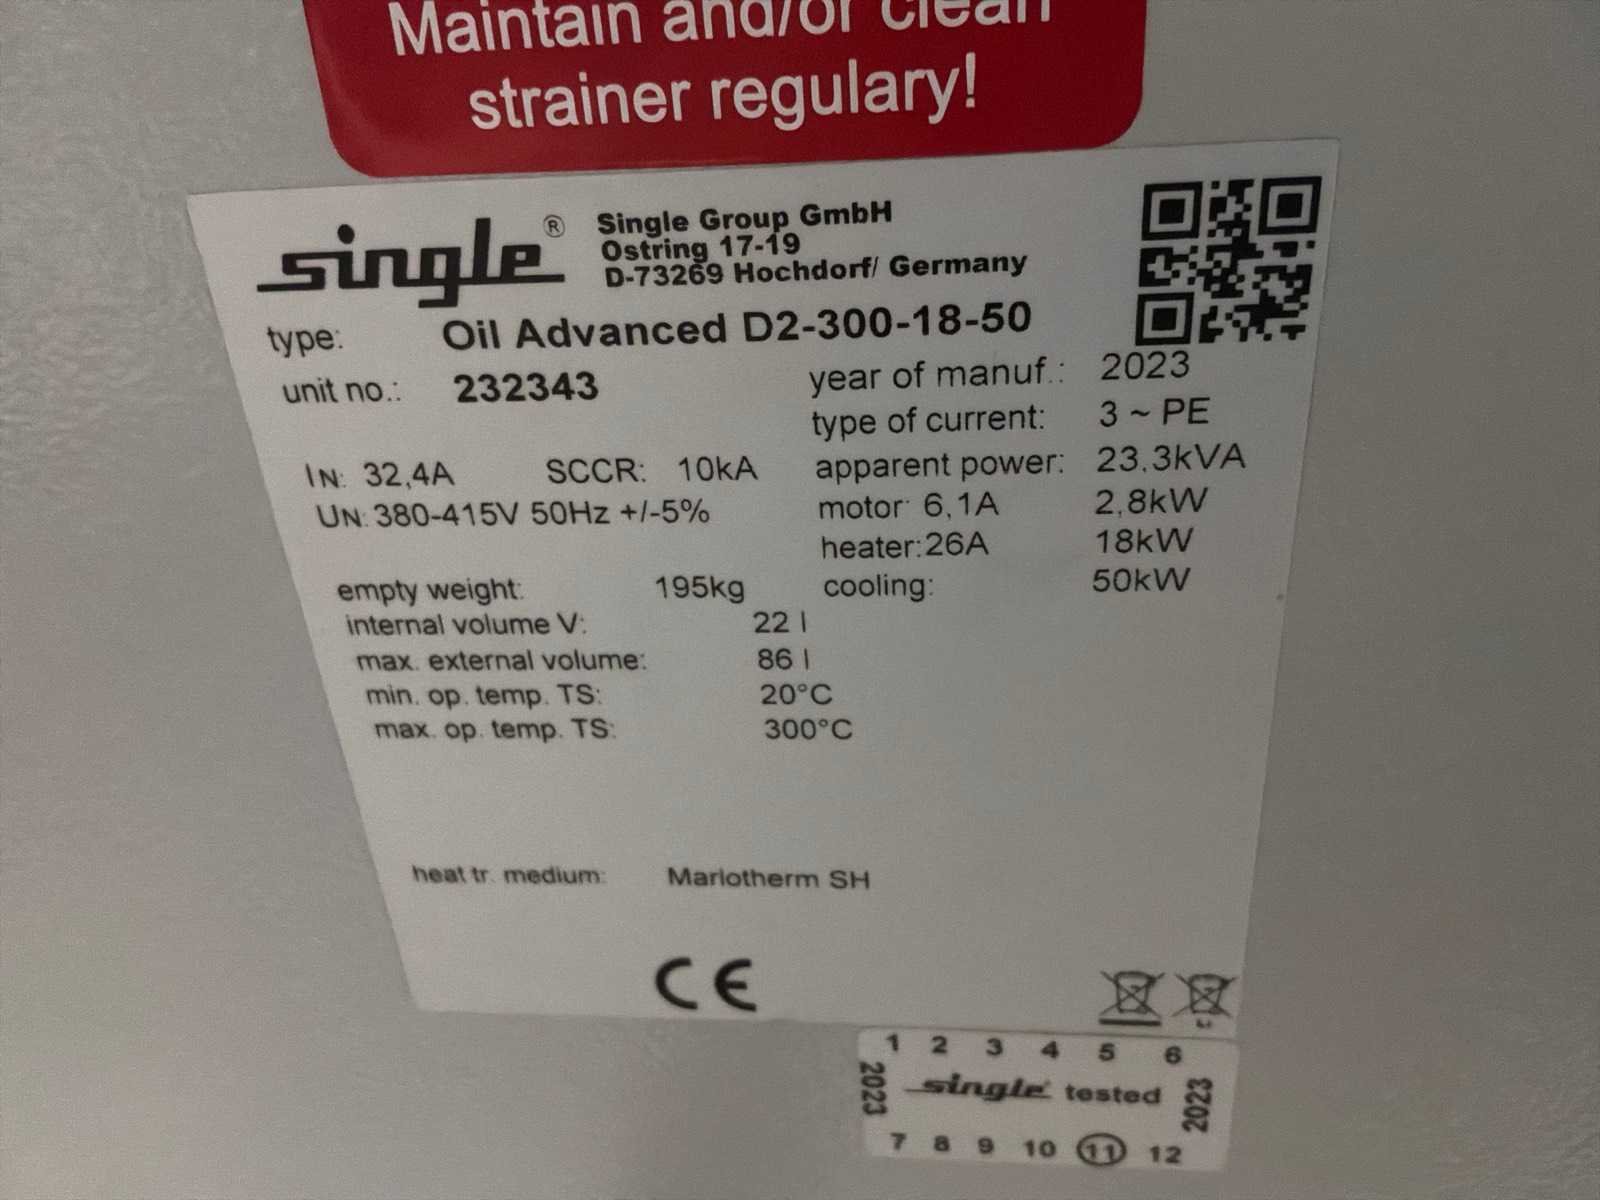 Maintain and/or clean
strainer regulary!
single® Single Group GmbH
Ostring 17-19
D-73269 Hochdorf/ Germany
type: Oil Advanced D2-300-18-50
unit no.: 232343
year of manuf.: 2023
type of current: 3 ~ PE
IN: 32,4A SCCR: 10kA apparent power: 23,3kVA
UN: 380-415V 50Hz +/-5% motor: 6,1A 2,8kW
heater: 26A 18kW
empty weight: 195kg cooling: 50kW
internal volume V: 22 l
max. external volume: 86 l
min. op. temp. TS: 20°C
max. op. temp. TS: 300°C
heat tr. medium: Marlotherm SH
CE
1 2 3 4 5 6
2023 single tested 2023
7 8 9 10 11 12